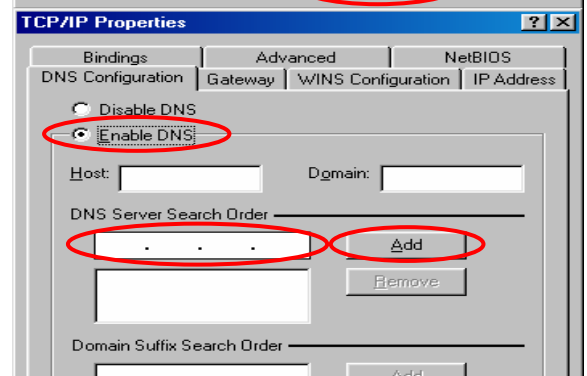 TCP/IP Properties
Bindings Advanced NetBIOS
DNS Configuration Gateway WINS Configuration IP Address
Disable DNS
Enable DNS
Host: Domain:
DNS Server Search Order
. . . Add
Remove
Domain Suffix Search Order
Add